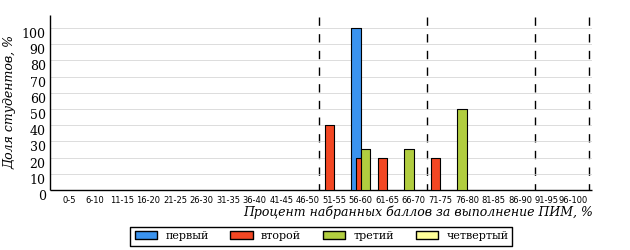 Доля студентов, %
100
90
80
70
60
50
40
30
20
10
0
0-5 6-10 11-15 16-20 21-25 26-30 31-35 36-40 41-45 46-50 51-55 56-60 61-65 66-70 71-75 76-80 81-85 86-90 91-95 96-100
Процент набранных баллов за выполнение ПИМ, %
первый второй третий четвертый